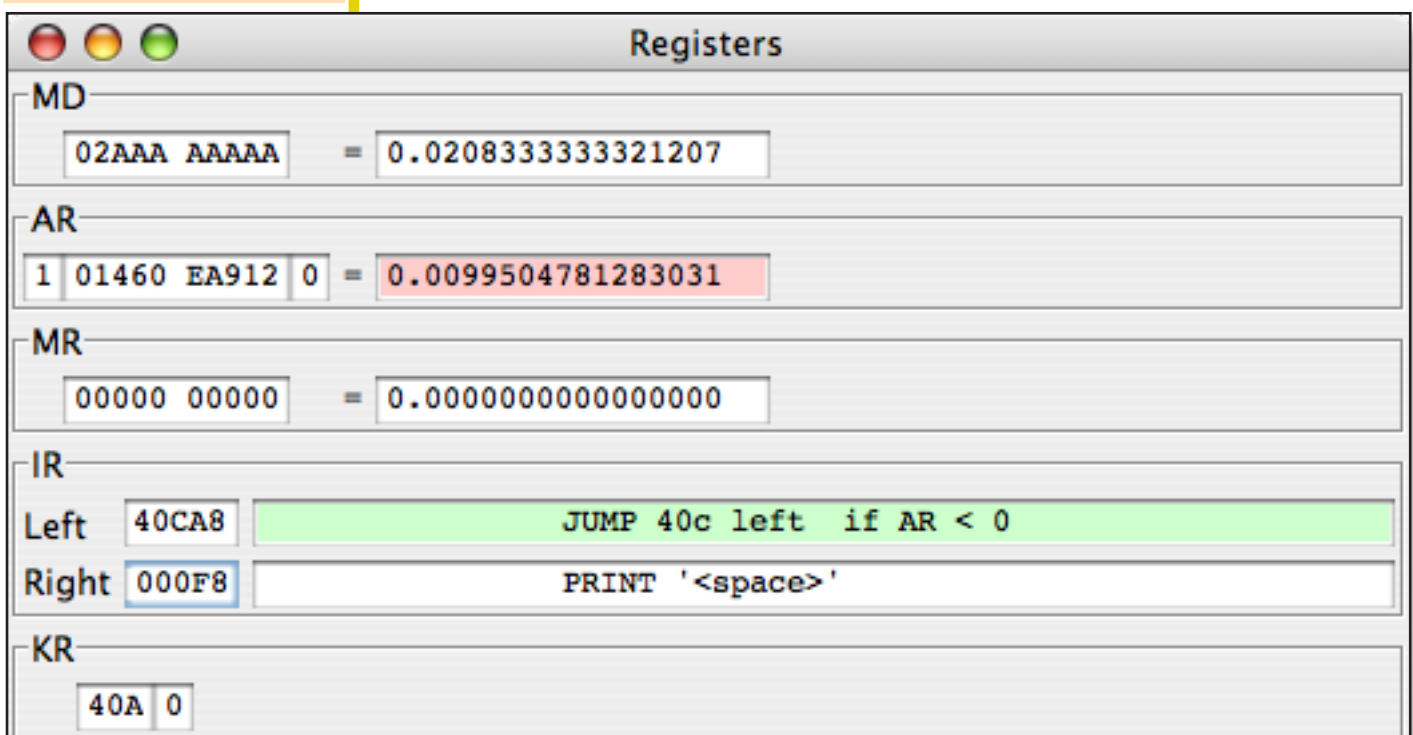 Registers
MD
02AAA AAAAA = 0.0208333333321207
AR
1 01460 EA912 0 = 0.0099504781283031
MR
00000 00000 = 0.0000000000000000
IR
Left 40CA8 JUMP 40c left if AR < 0
Right 000F8 PRINT '<space>'
KR
40A 0